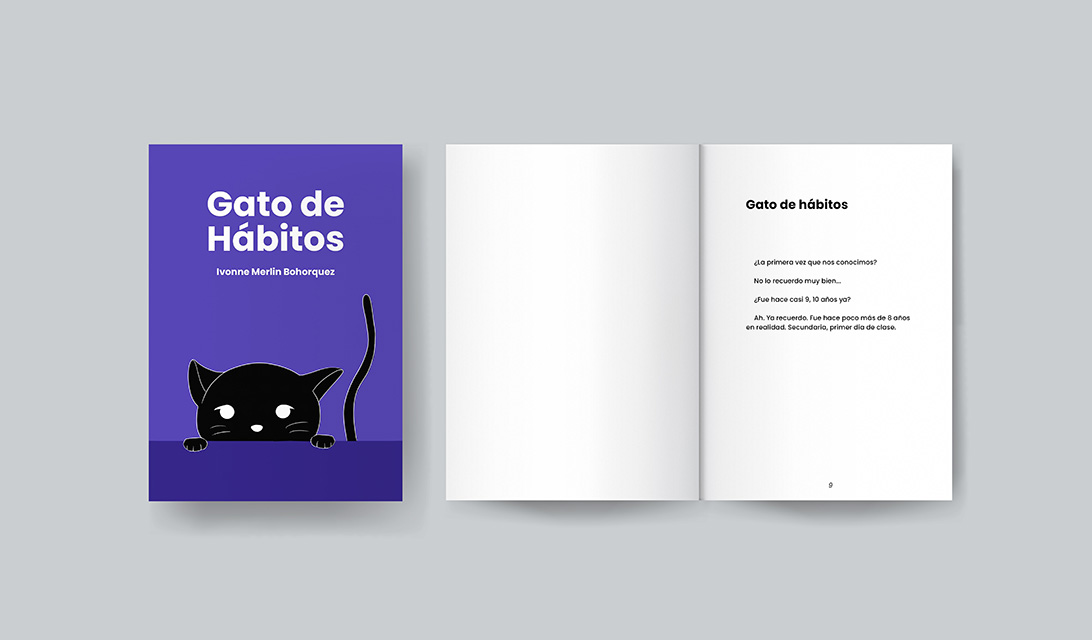 Gato de
Hábitos
Ivonne Merlin Bohorquez
Gato de hábitos
¿La primera vez que nos conocimos?
No lo recuerdo muy bien...
¿Fue hace casi 9, 10 años ya?
Ah. Ya recuerdo. Fue hace poco más de 8 años
en realidad. Secundaria, primer día de clase.
9